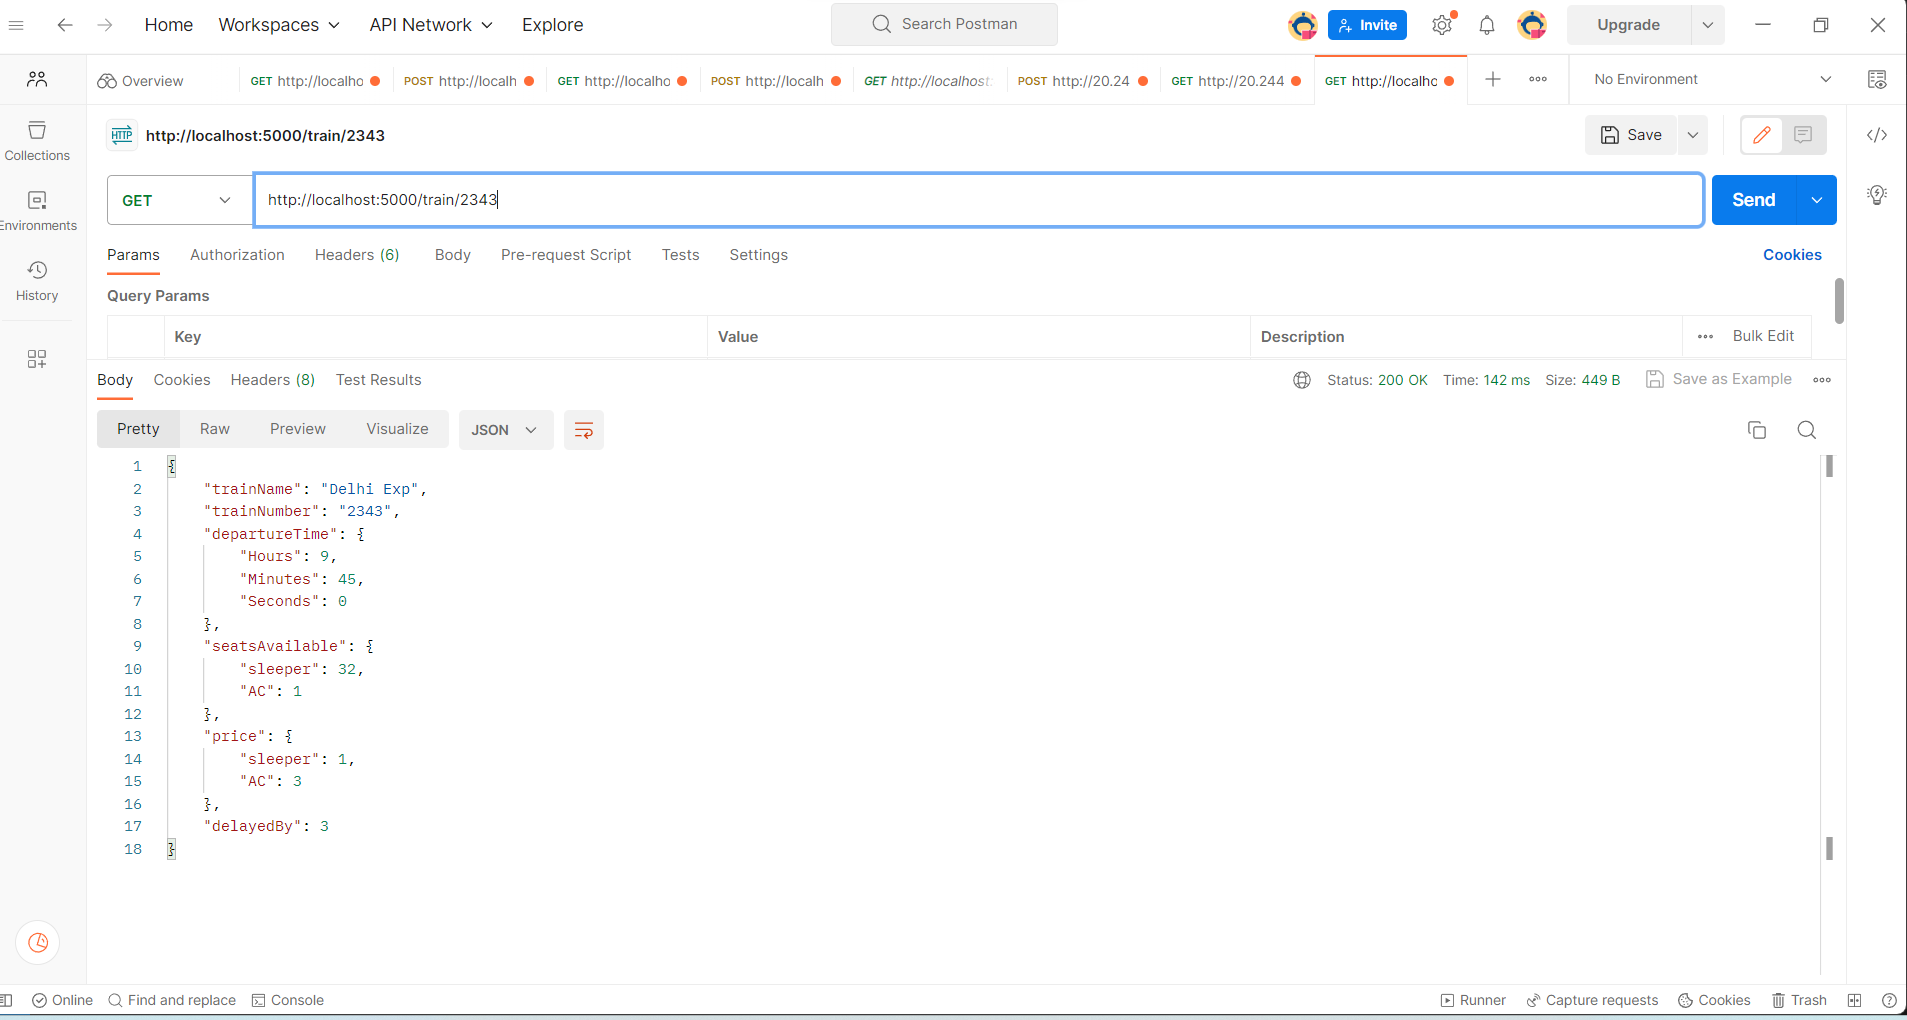 Home Workspaces API Network Explore Search Postman Invite Upgrade
Overview GET http://localho POST http://localh GET http://localho POST http://localh GET http://localhost: POST http://20.24 GET http://20.244 GET http://localho No Environment
HTTP http://localhost:5000/train/2343 Save
Collections
GET http://localhost:5000/train/2343 Send
Environments
Params Authorization Headers (6) Body Pre-request Script Tests Settings Cookies
History
Query Params
Key Value Description Bulk Edit
Body Cookies Headers (8) Test Results Status: 200 OK Time: 142 ms Size: 449 B Save as Example
Pretty Raw Preview Visualize JSON
1 {
2 "trainName": "Delhi Exp",
3 "trainNumber": "2343",
4 "departureTime": {
5 "Hours": 9,
6 "Minutes": 45,
7 "Seconds": 0
8 },
9 "seatsAvailable": {
10 "sleeper": 32,
11 "AC": 1
12 },
13 "price": {
14 "sleeper": 1,
15 "AC": 3
16 },
17 "delayedBy": 3
18 }
Online Find and replace Console Runner Capture requests Cookies Trash